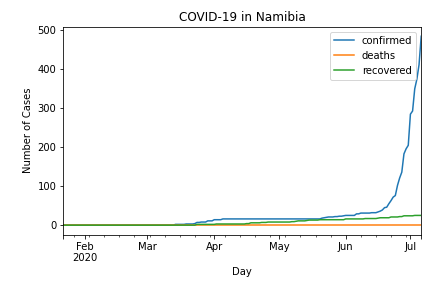 COVID-19 in Namibia
500
400
300
200
100
0
Number of Cases
confirmed
deaths
recovered
Feb Mar Apr May Jun Jul
2020
Day